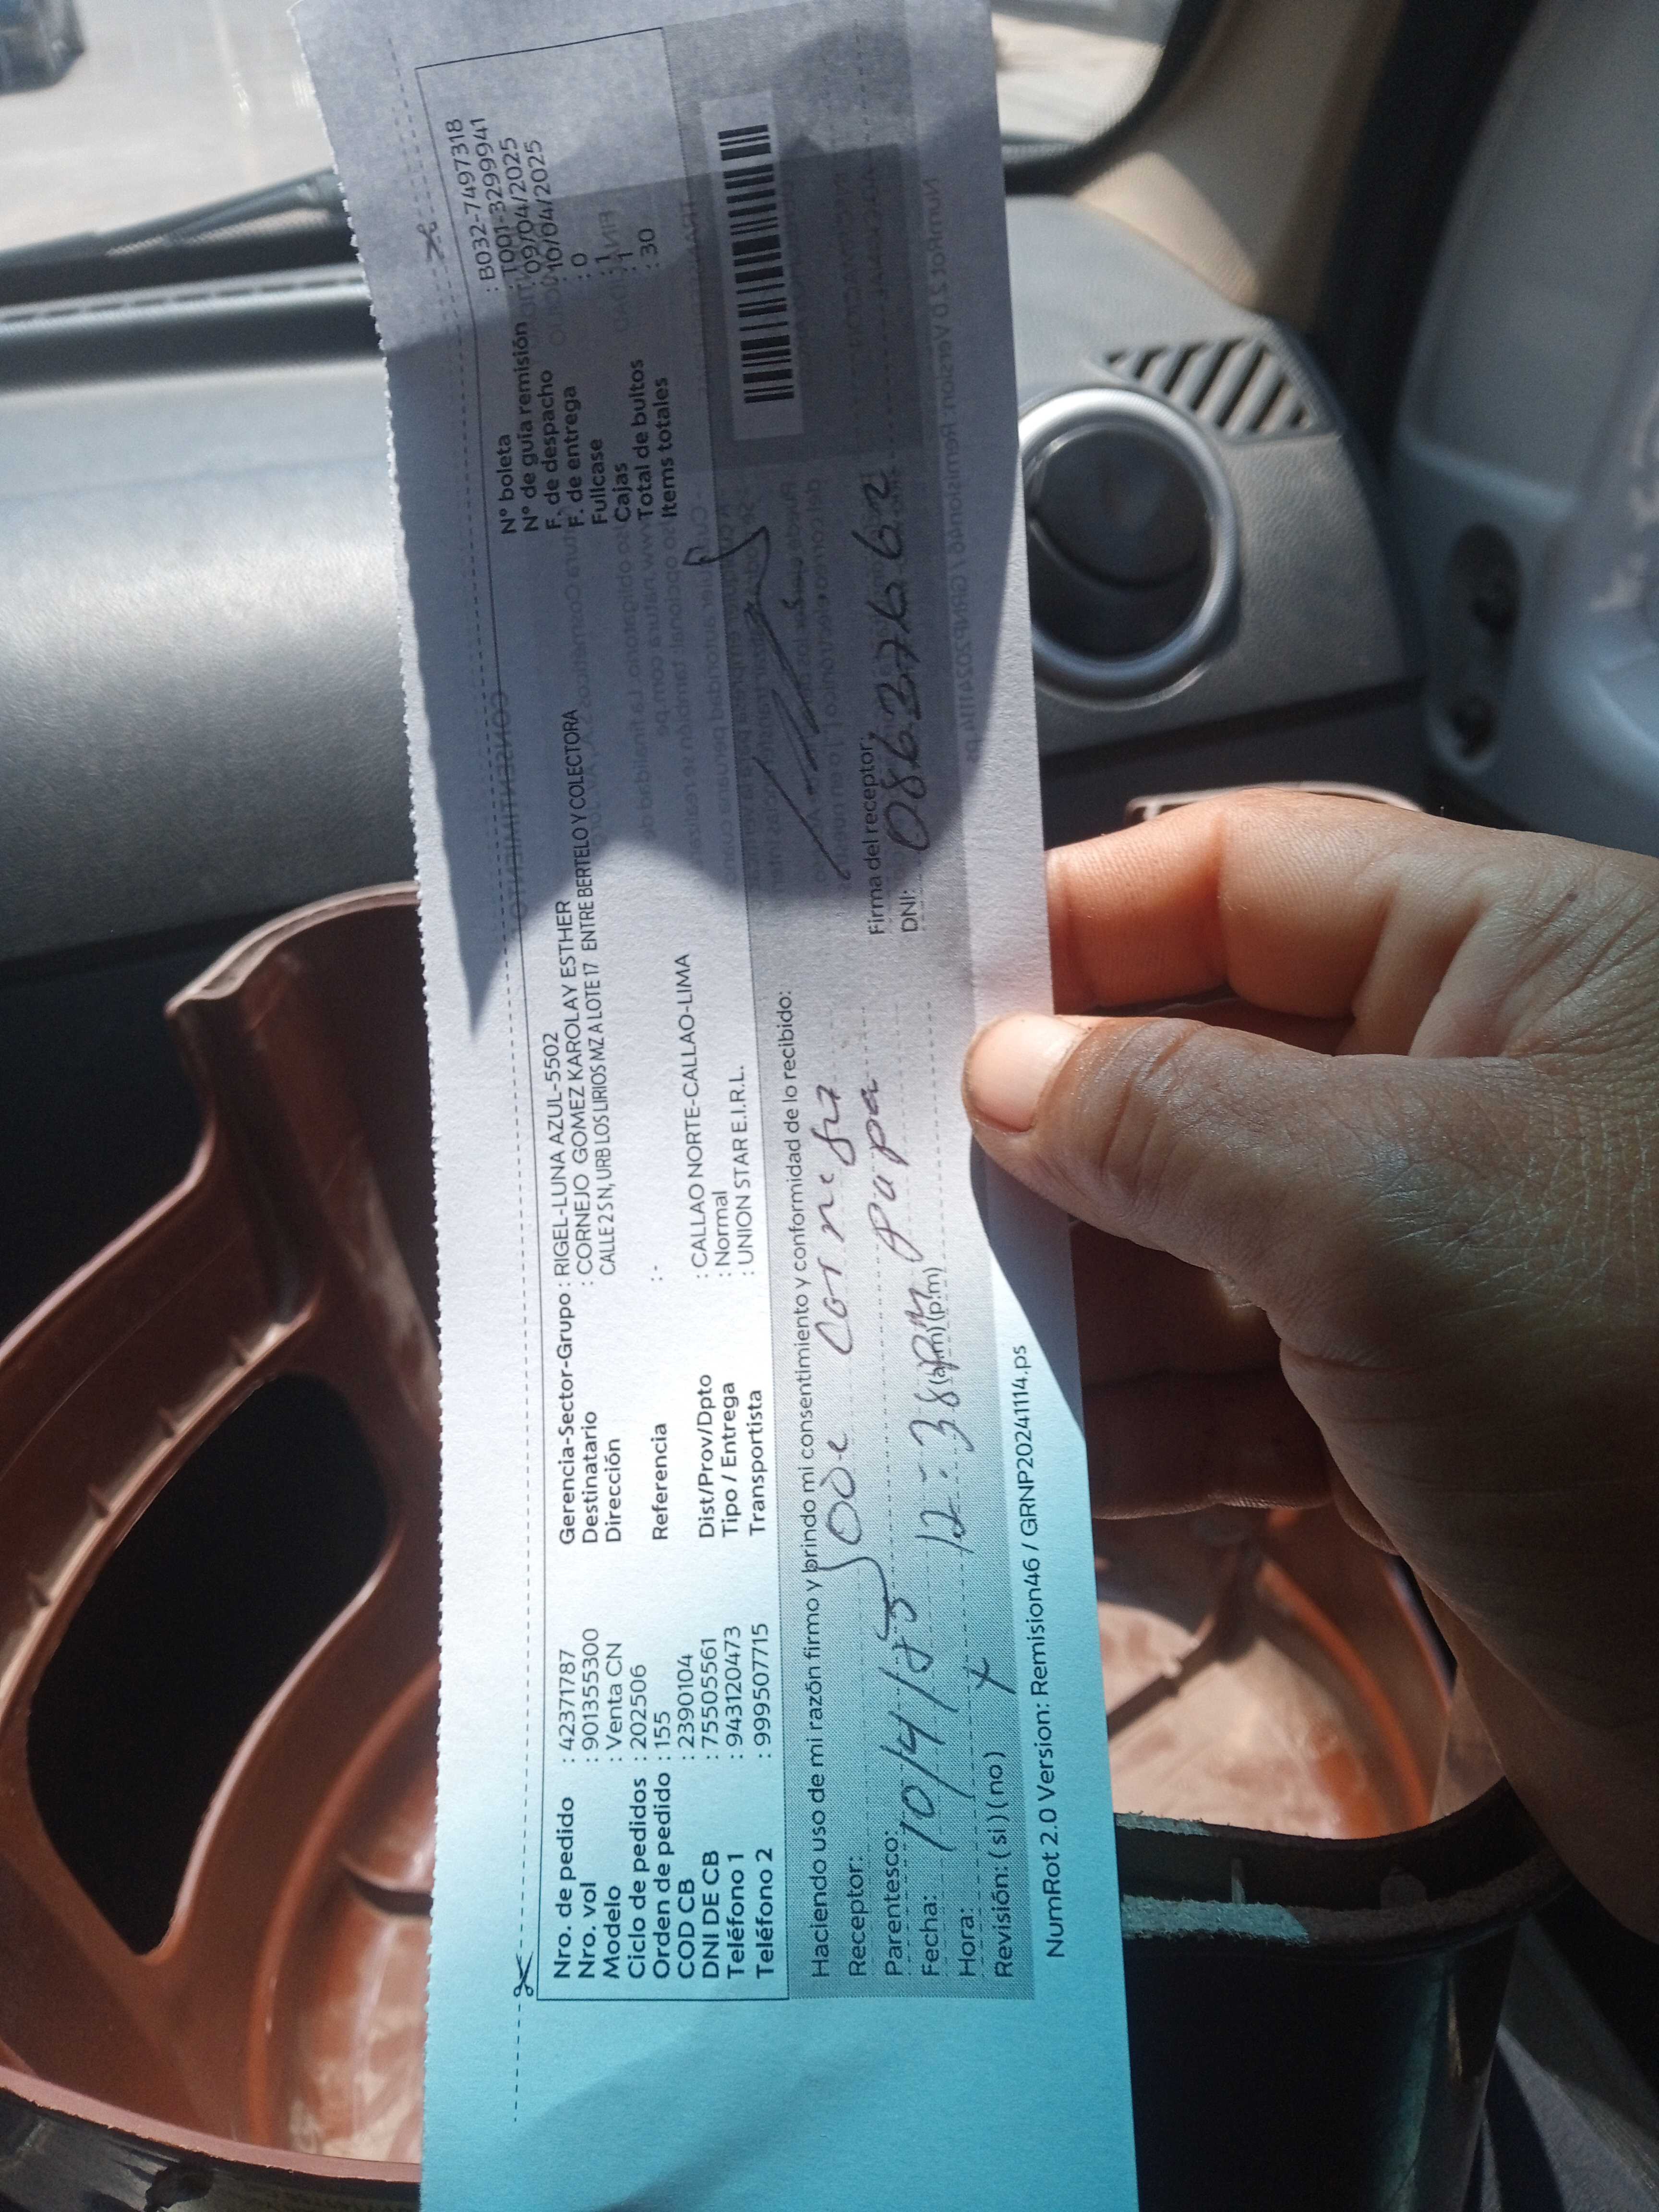 Nro. de pedido : 42371787
Nro. vol : 901355300
Modelo : Venta CN
Ciclo de pedidos : 202506
Orden de pedido : 155
COD CB : 2390104
DNI DE CB : 75505561
Teléfono 1 : 943120473
Teléfono 2 : 999507715
Gerencia-Sector-Grupo : RIGEL-LUNA AZUL-5502
Destinatario : CORNEJO GOMEZ KAROLAY ESTHER
Dirección CALLE 2 S N, URB LOS LIRIOS MZ A LOTE 17 ENTRE BERTELO Y COLECTORA
Referencia : -
Dist/Prov/Dpto : CALLAO NORTE-CALLAO-LIMA
Tipo / Entrega : Normal
Transportista : UNION STAR E.I.R.L.
N° boleta : B032-7497318
N° de guía remisión : T001-3299941
F. de despacho : 09/04/2025
F. de entrega : 10/04/2025
Fullcase : 0
Cajas : 1
Total de bultos : 1
Items totales : 30
Haciendo uso de mi razón firmo y brindo mi consentimiento y conformidad de lo recibido:
Receptor:
Parentesco: Papa
Fecha: 10/4/25
Hora: 12:38 PM (a.m) (p.m)
Revisión: ( si ) ( no ) X
Firma del receptor:
DNI: 08637662
NumRot 2.0 Version: Remision46 / GRNP20241114.ps